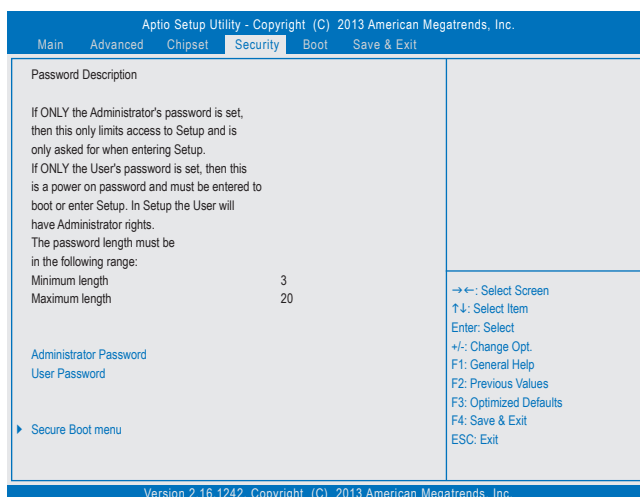 Aptio Setup Utility - Copyright (C) 2013 American Megatrends, Inc.
Main Advanced Chipset Security Boot Save & Exit
Password Description
If ONLY the Administrator's password is set,
then this only limits access to Setup and is
only asked for when entering Setup.
If ONLY the User's password is set, then this
is a power on password and must be entered to
boot or enter Setup. In Setup the User will
have Administrator rights.
The password length must be
in the following range:
Minimum length 3
Maximum length 20
Administrator Password
User Password
Secure Boot menu
→←: Select Screen
↑↓: Select Item
Enter: Select
+/-: Change Opt.
F1: General Help
F2: Previous Values
F3: Optimized Defaults
F4: Save & Exit
ESC: Exit
Version 2.16.1242. Copyright (C) 2013 American Megatrends, Inc.